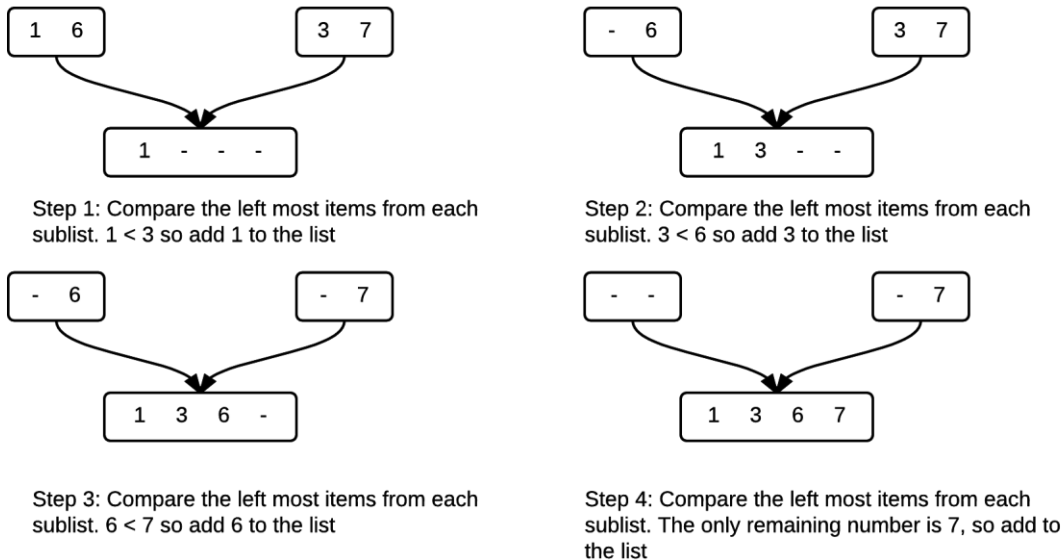 1 6
3 7
1 - - -
Step 1: Compare the left most items from each
sublist. 1 < 3 so add 1 to the list
- 6
3 7
1 3 - -
Step 2: Compare the left most items from each
sublist. 3 < 6 so add 3 to the list
- 6
- 7
1 3 6 -
Step 3: Compare the left most items from each
sublist. 6 < 7 so add 6 to the list
- -
- 7
1 3 6 7
Step 4: Compare the left most items from each
sublist. The only remaining number is 7, so add to
the list